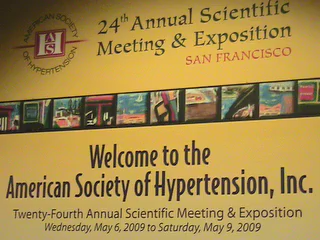 AMERICAN SOCIETY
OF HYPERTENSION
24th Annual Scientific
Meeting & Exposition
SAN FRANCISCO
Welcome to the
American Society of Hypertension, Inc.
Twenty-Fourth Annual Scientific Meeting & Exposition
Wednesday, May 6, 2009 to Saturday, May 9, 2009